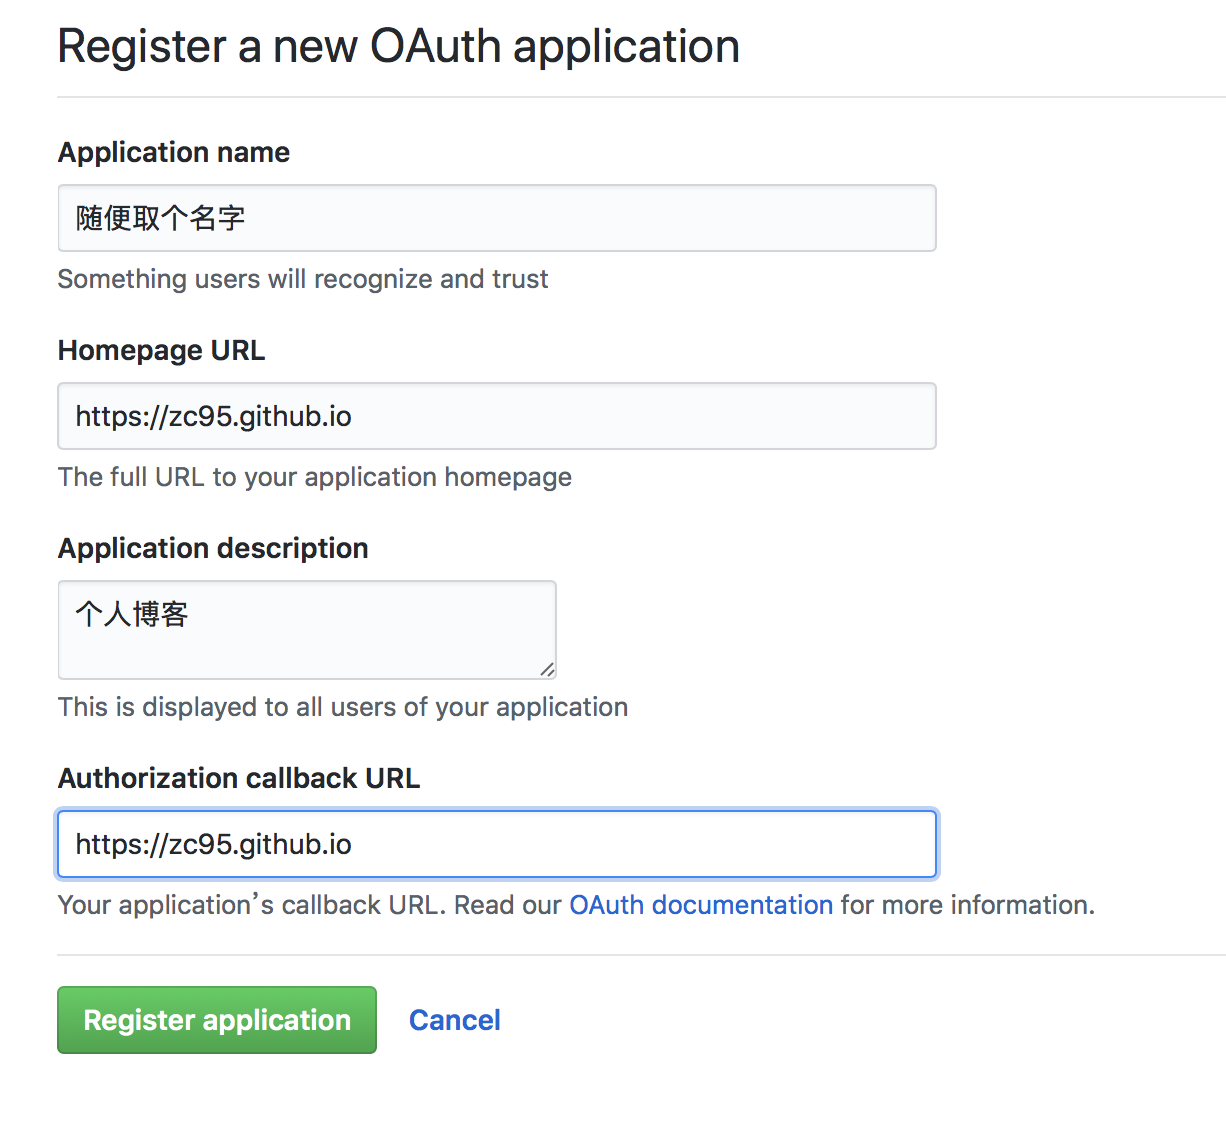 Register a new OAuth application
Application name
随便取个名字
Something users will recognize and trust
Homepage URL
https://zc95.github.io
The full URL to your application homepage
Application description
个人博客
This is displayed to all users of your application
Authorization callback URL
https://zc95.github.io
Your application’s callback URL. Read our OAuth documentation for more information.
Register application Cancel